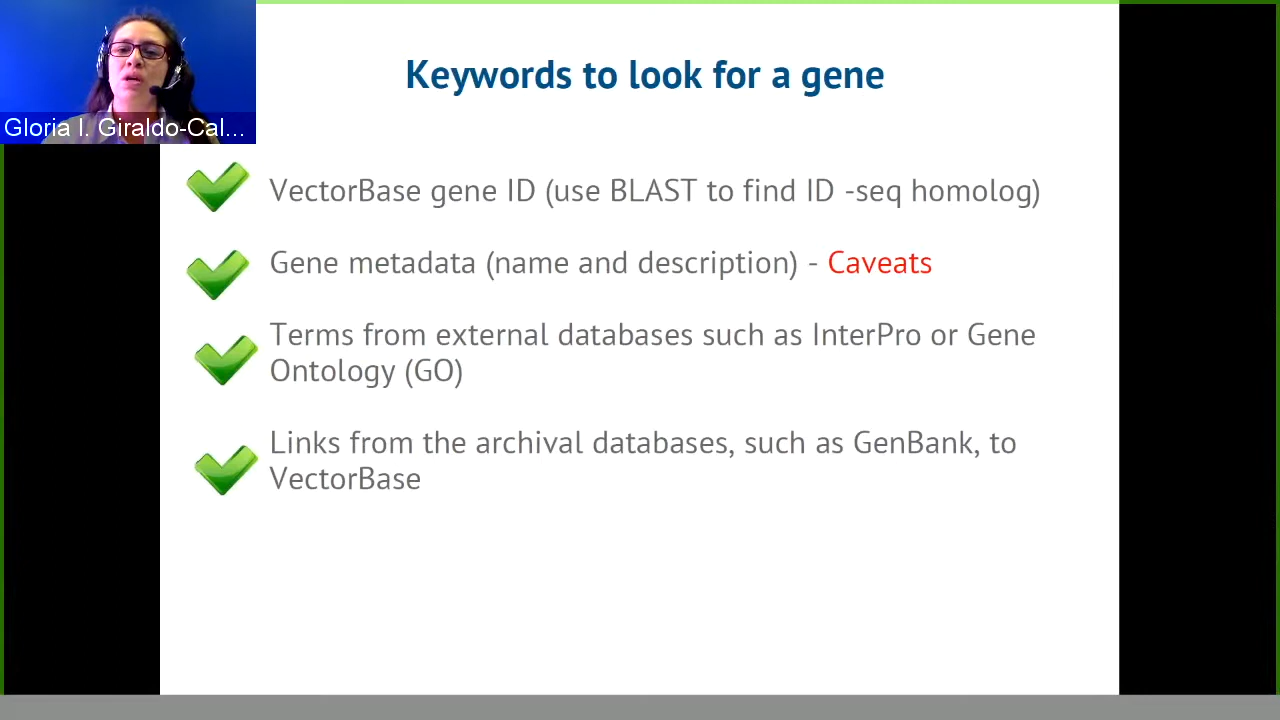 Gloria I. Giraldo-Cal...
Keywords to look for a gene
VectorBase gene ID (use BLAST to find ID -seq homolog)
Gene metadata (name and description) - Caveats
Terms from external databases such as InterPro or Gene
Ontology (GO)
Links from the archival databases, such as GenBank, to
VectorBase